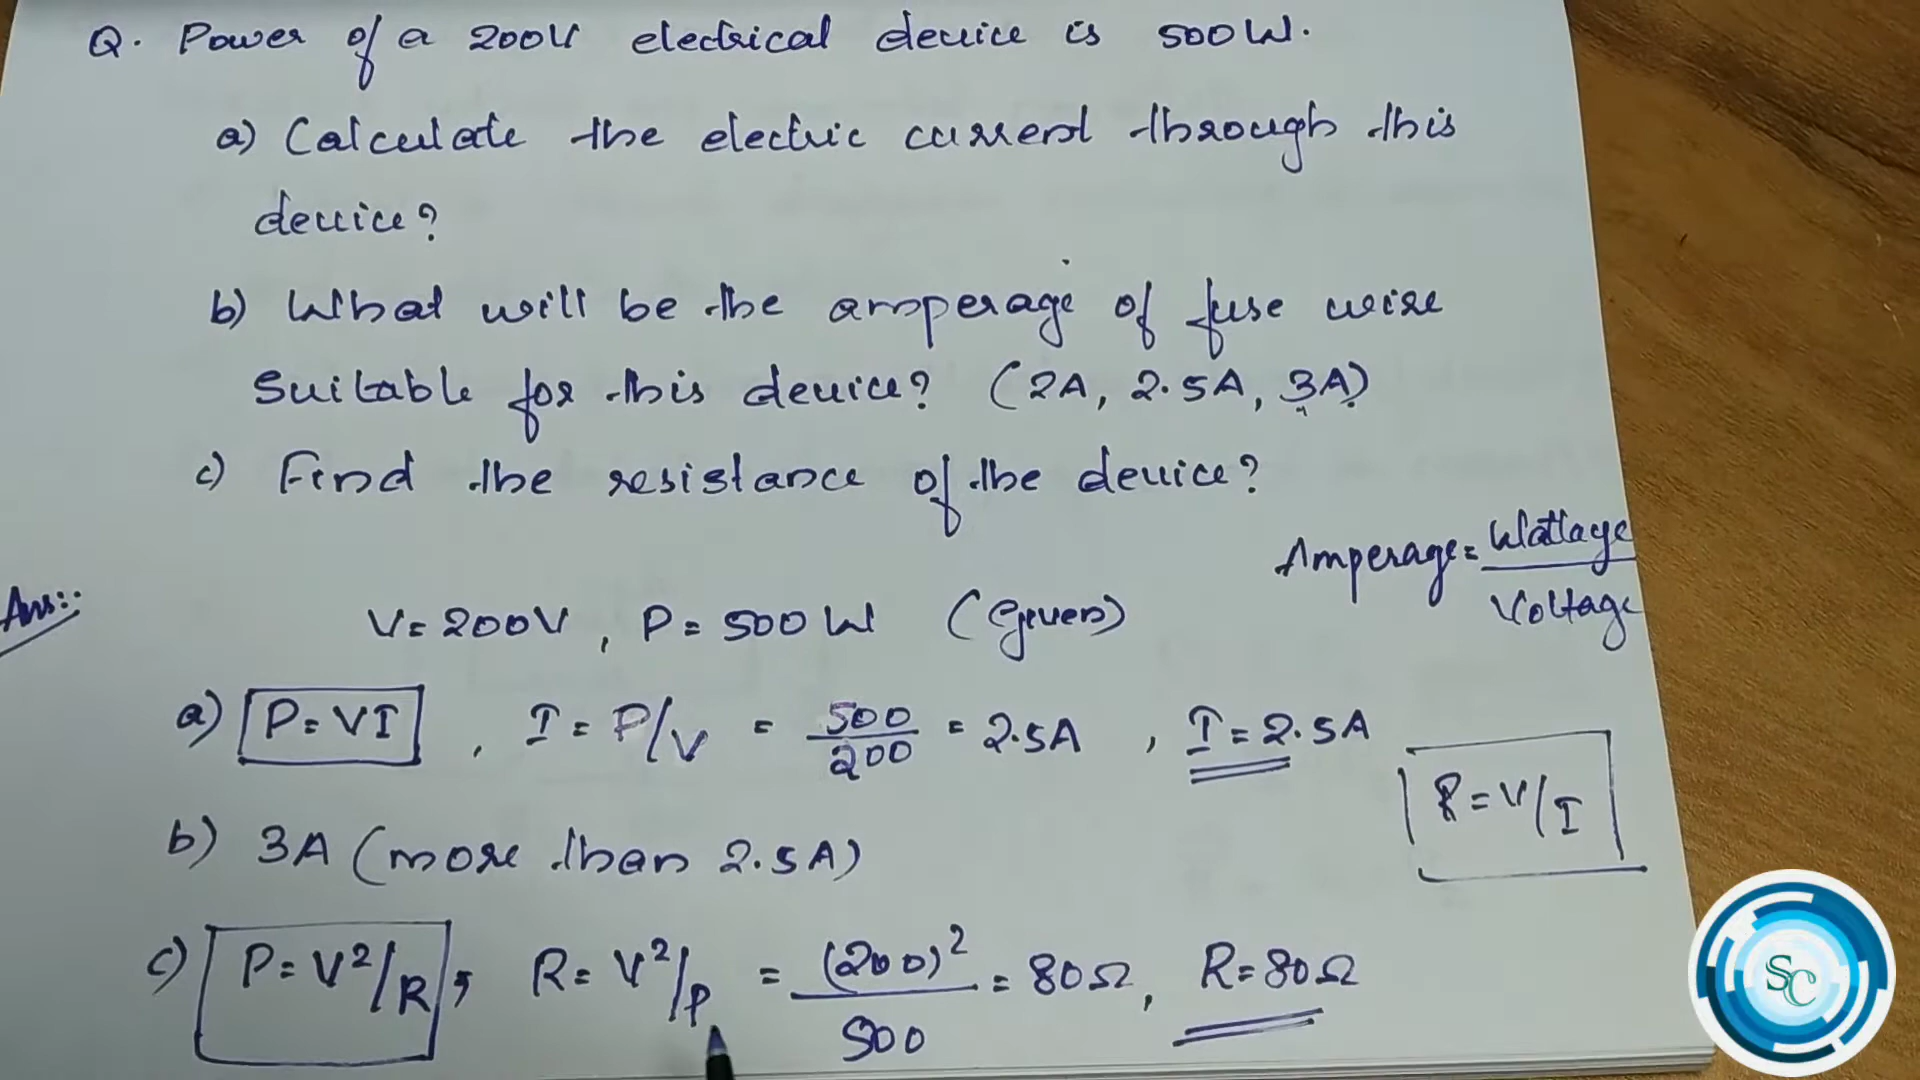 Q. Power of a 200V electrical device is 500W.
a) Calculate the electric current through this
device?
b) What will be the amperage of fuse wire
Suitable for this device? (2A, 2.5A, 3A)
c) Find the resistance of the device?
Amperage = Wattage / Voltage
Ans:-
V = 200V, P = 500W (Given)
a) P = VI, I = P/V = 500/200 = 2.5A, I = 2.5A
R = V/I
b) 3A (more than 2.5A)
c) P = V²/R, R = V²/P = (200)²/500 = 80Ω, R = 80Ω
SC